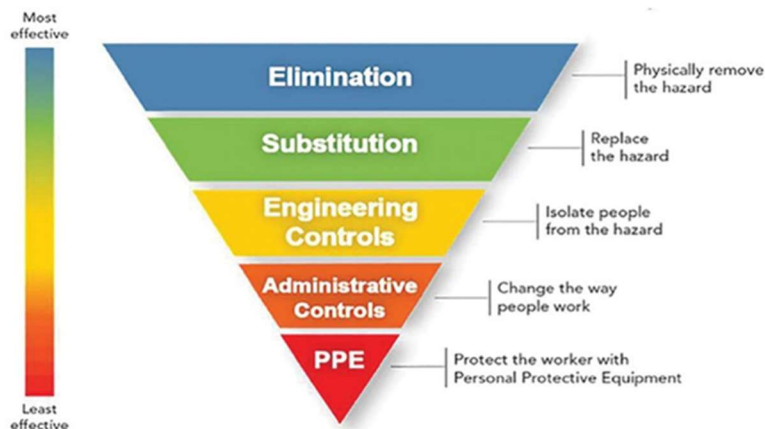 Most
effective
Elimination
Physically remove
the hazard
Substitution
Replace
the hazard
Engineering
Controls
Isolate people
from the hazard
Administrative
Controls
Change the way
people work
PPE
Protect the worker with
Personal Protective Equipment
Least
effective